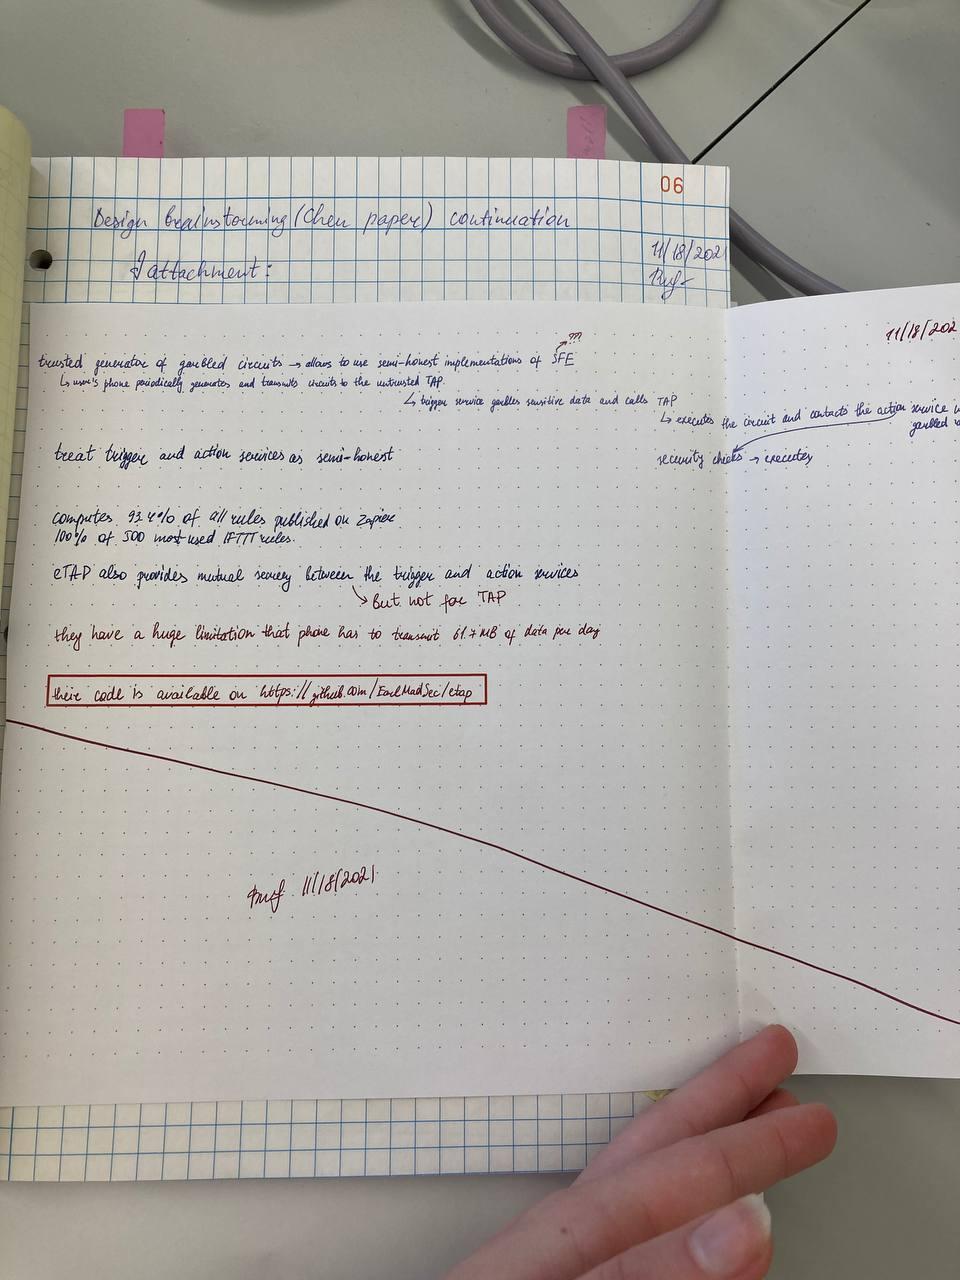 06
Design brainstorming (Chen paper) continuation
11/18/2021
1 attachment:
11/18/202
???
trusted generator of garbled circuits → allows to use semi-honest implementations of SFE
↳ user's phone periodically generates and transmits circuits to the untrusted TAP
↳ trigger service garbles sensitive data and calls TAP
↳ executes the circuit and contacts the action service
garbled
treat trigger and action services as semi-honest
security checks → executes
computes 93.4% of all rules published on Zapier
100% of 500 most used IFTTT rules.
eTAP also provides mutual secrecy between the trigger and action services
↳ But not for TAP
they have a huge limitation that phone has to transmit 61.7 MB of data per day
their code is available on https://github.com/EarlMadSec/etap
11/18/2021